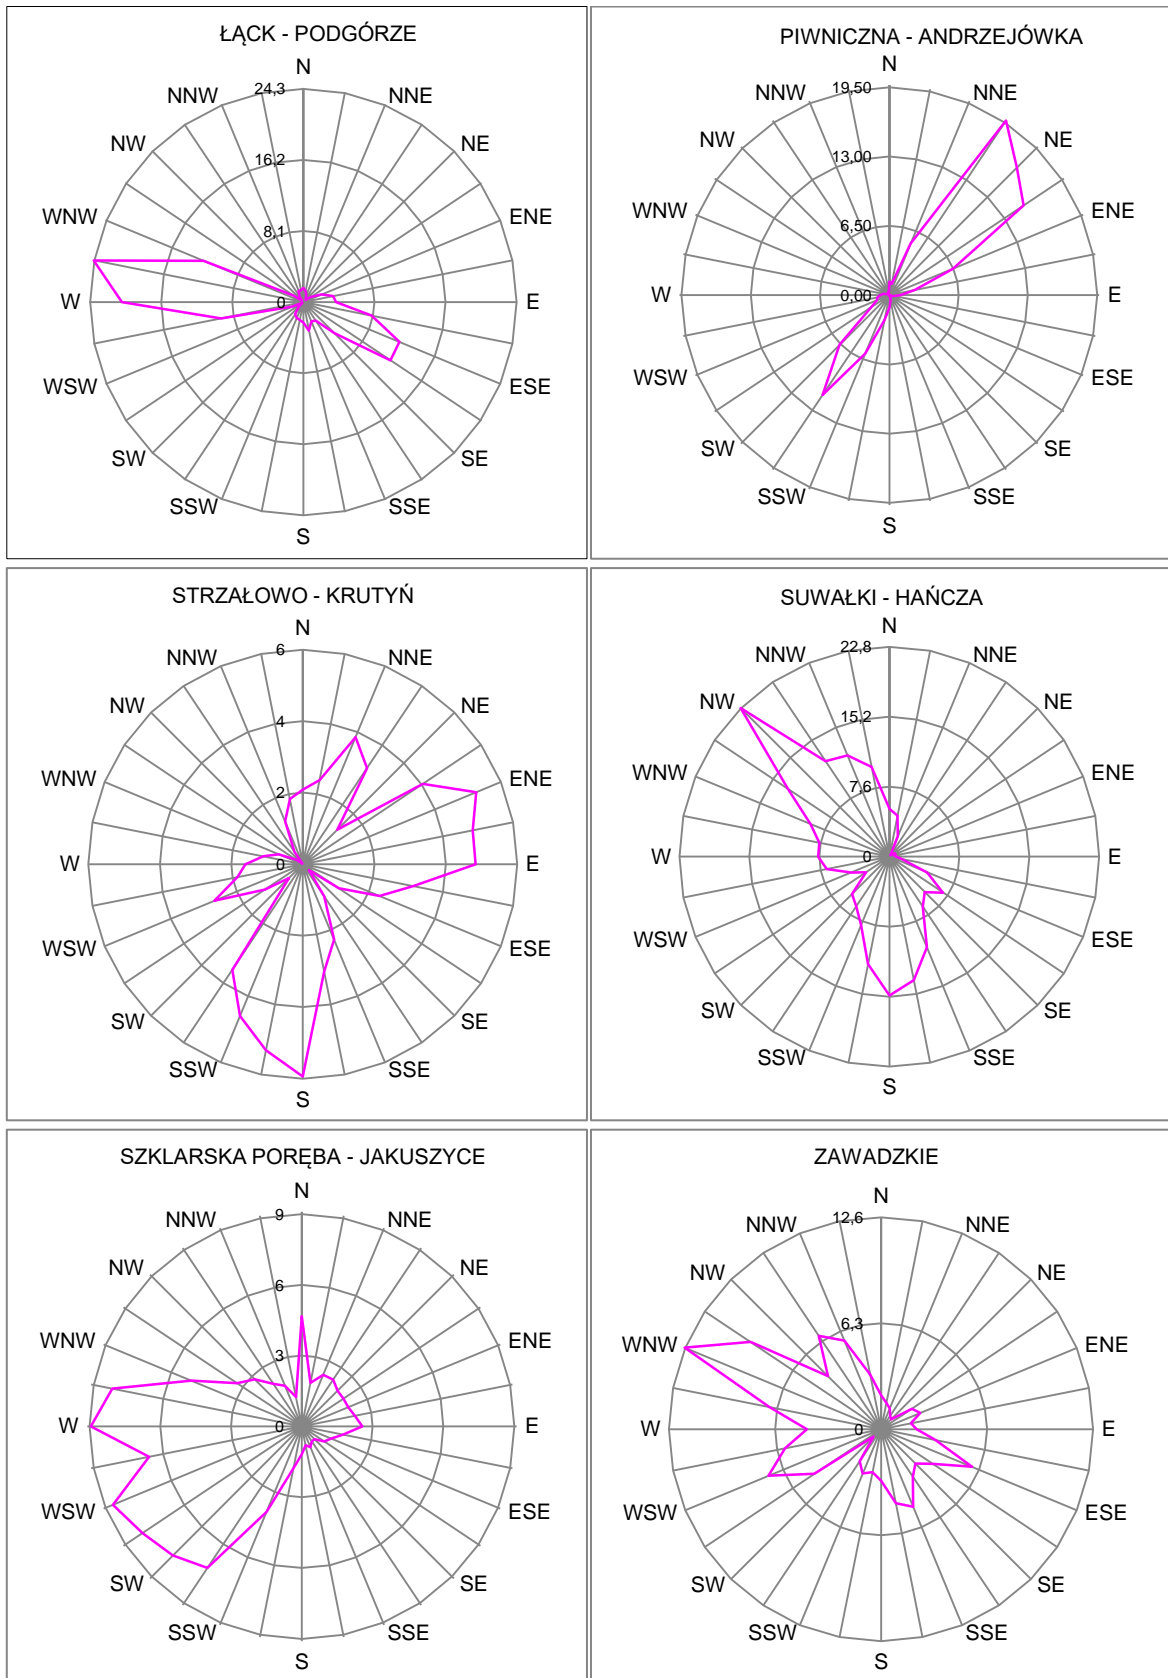 ŁĄCK - PODGÓRZE
N
24,3
NNW
NNE
NW
16,2
NE
WNW
8,1
ENE
W
0
E
WSW
ESE
SW
SE
SSW
SSE
S
PIWNICZNA - ANDRZEJÓWKA
N
19,50
NNW
NNE
NW
13,00
NE
WNW
6,50
ENE
W
0,00
E
WSW
ESE
SW
SE
SSW
SSE
S
STRZAŁOWO - KRUTYŃ
N
6
NNW
NNE
NW
4
NE
WNW
2
ENE
W
0
E
WSW
ESE
SW
SE
SSW
SSE
S
SUWAŁKI - HAŃCZA
N
22,8
NNW
NNE
NW
15,2
NE
WNW
7,6
ENE
W
0
E
WSW
ESE
SW
SE
SSW
SSE
S
SZKLARSKA PORĘBA - JAKUSZYCE
N
9
NNW
NNE
NW
6
NE
WNW
3
ENE
W
0
E
WSW
ESE
SW
SE
SSW
SSE
S
ZAWADZKIE
N
12,6
NNW
NNE
NW
NE
6,3
WNW
ENE
W
0
E
WSW
ESE
SW
SE
SSW
SSE
S